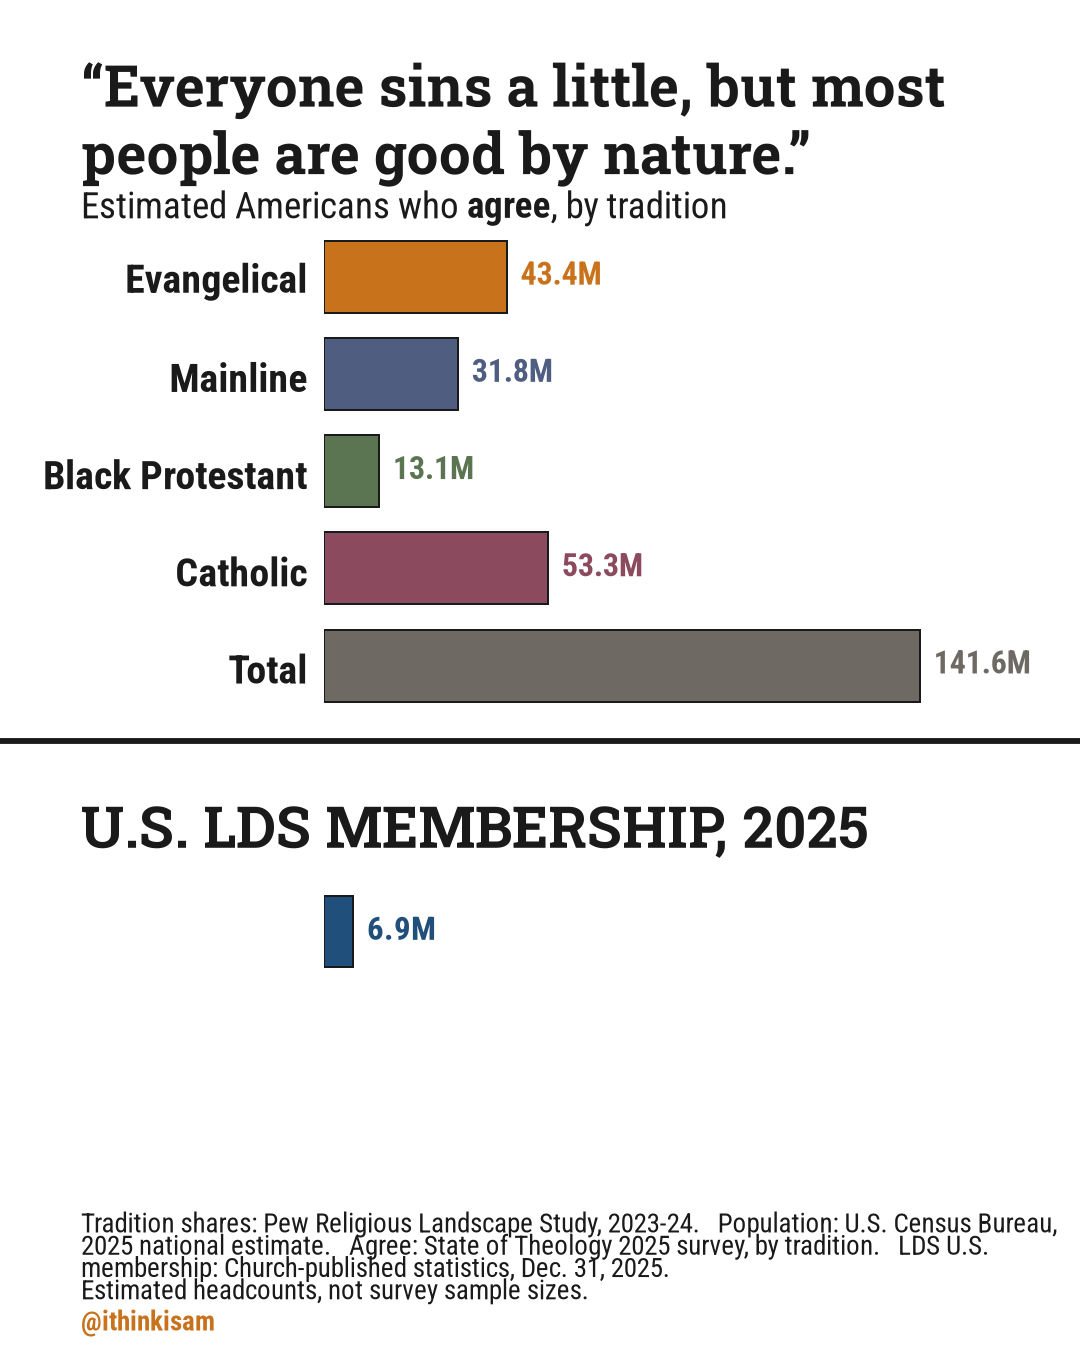 “Everyone sins a little, but most
people are good by nature.”
Estimated Americans who agree, by tradition
Evangelical 43.4M
Mainline 31.8M
Black Protestant 13.1M
Catholic 53.3M
Total 141.6M
U.S. LDS MEMBERSHIP, 2025
6.9M
Tradition shares: Pew Religious Landscape Study, 2023-24.   Population: U.S. Census Bureau,
2025 national estimate.   Agree: State of Theology 2025 survey, by tradition.   LDS U.S.
membership: Church-published statistics, Dec. 31, 2025.
Estimated headcounts, not survey sample sizes.
@ithinkisam